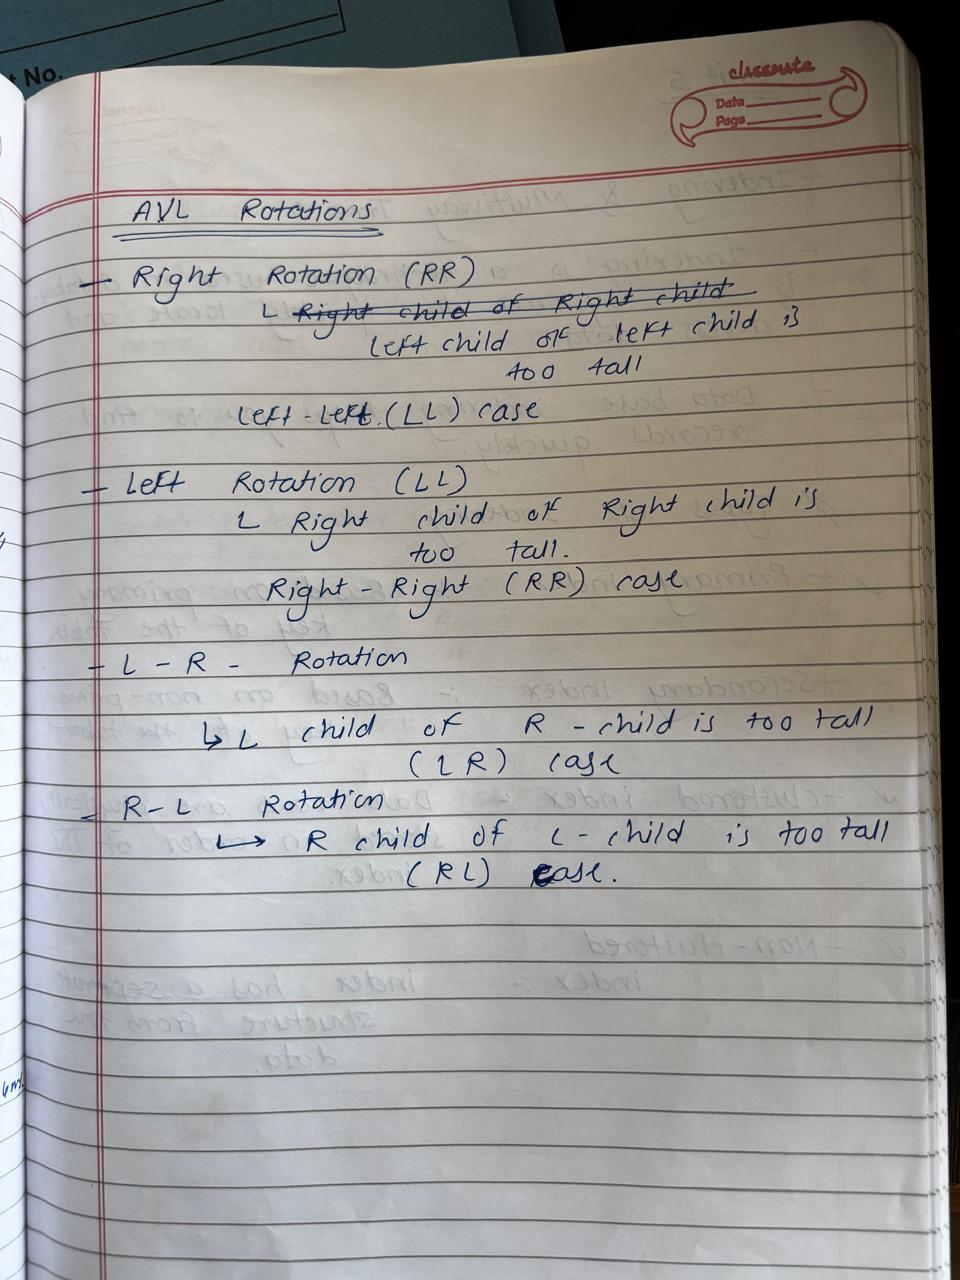 t No.
classmate
Date
Page
AVL Rotations
- Right Rotation (RR)
Right child of Right child
left child of left child is
too tall
Left-Left (LL) case
- Left Rotation (LL)
Right child of Right child is
too tall.
Right-Right (RR) case
- L-R- Rotation
↳ L child of R-child is too tall
(LR) case
- R-L Rotation
↳ R child of L-child is too tall
(RL) case.